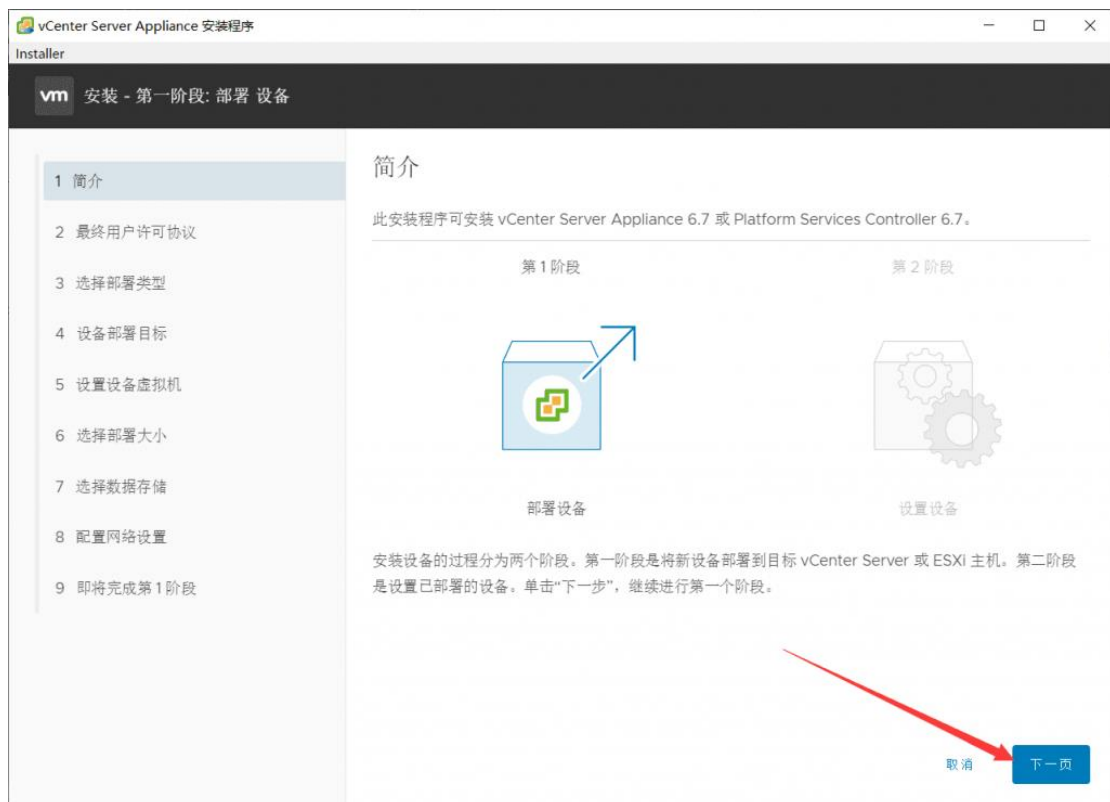 vCenter Server Appliance 安装程序
Installer
vm 安装 - 第一阶段: 部署 设备
1 简介
2 最终用户许可协议
3 选择部署类型
4 设备部署目标
5 设置设备虚拟机
6 选择部署大小
7 选择数据存储
8 配置网络设置
9 即将完成第 1 阶段
简介
此安装程序可安装 vCenter Server Appliance 6.7 或 Platform Services Controller 6.7。
第 1 阶段
第 2 阶段
部署设备
设置设备
安装设备的过程分为两个阶段。第一阶段是将新设备部署到目标 vCenter Server 或 ESXi 主机。第二阶段
是设置已部署的设备。单击“下一步”，继续进行第一个阶段。
取消
下一页